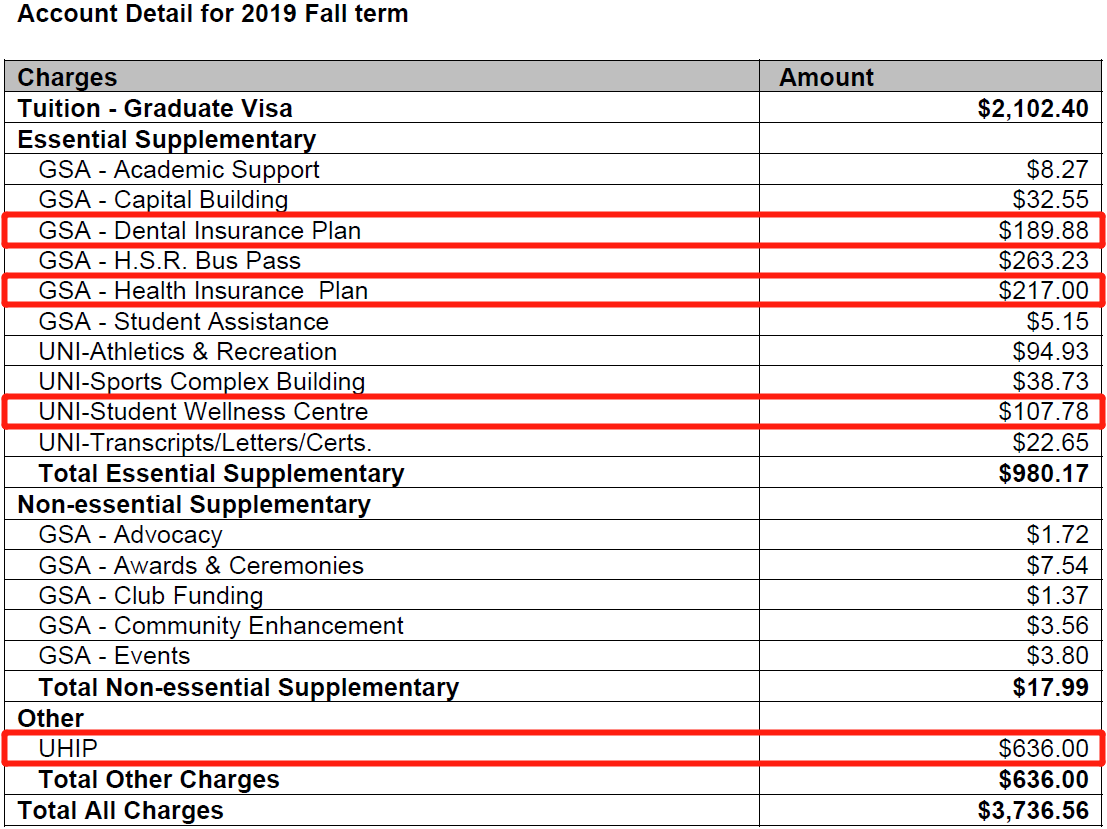 Account Detail for 2019 Fall term
Charges Amount
Tuition - Graduate Visa $2,102.40
Essential Supplementary
GSA - Academic Support $8.27
GSA - Capital Building $32.55
GSA - Dental Insurance Plan $189.88
GSA - H.S.R. Bus Pass $263.23
GSA - Health Insurance  Plan $217.00
GSA - Student Assistance $5.15
UNI-Athletics & Recreation $94.93
UNI-Sports Complex Building $38.73
UNI-Student Wellness Centre $107.78
UNI-Transcripts/Letters/Certs. $22.65
Total Essential Supplementary $980.17
Non-essential Supplementary
GSA - Advocacy $1.72
GSA - Awards & Ceremonies $7.54
GSA - Club Funding $1.37
GSA - Community Enhancement $3.56
GSA - Events $3.80
Total Non-essential Supplementary $17.99
Other
UHIP $636.00
Total Other Charges $636.00
Total All Charges $3,736.56